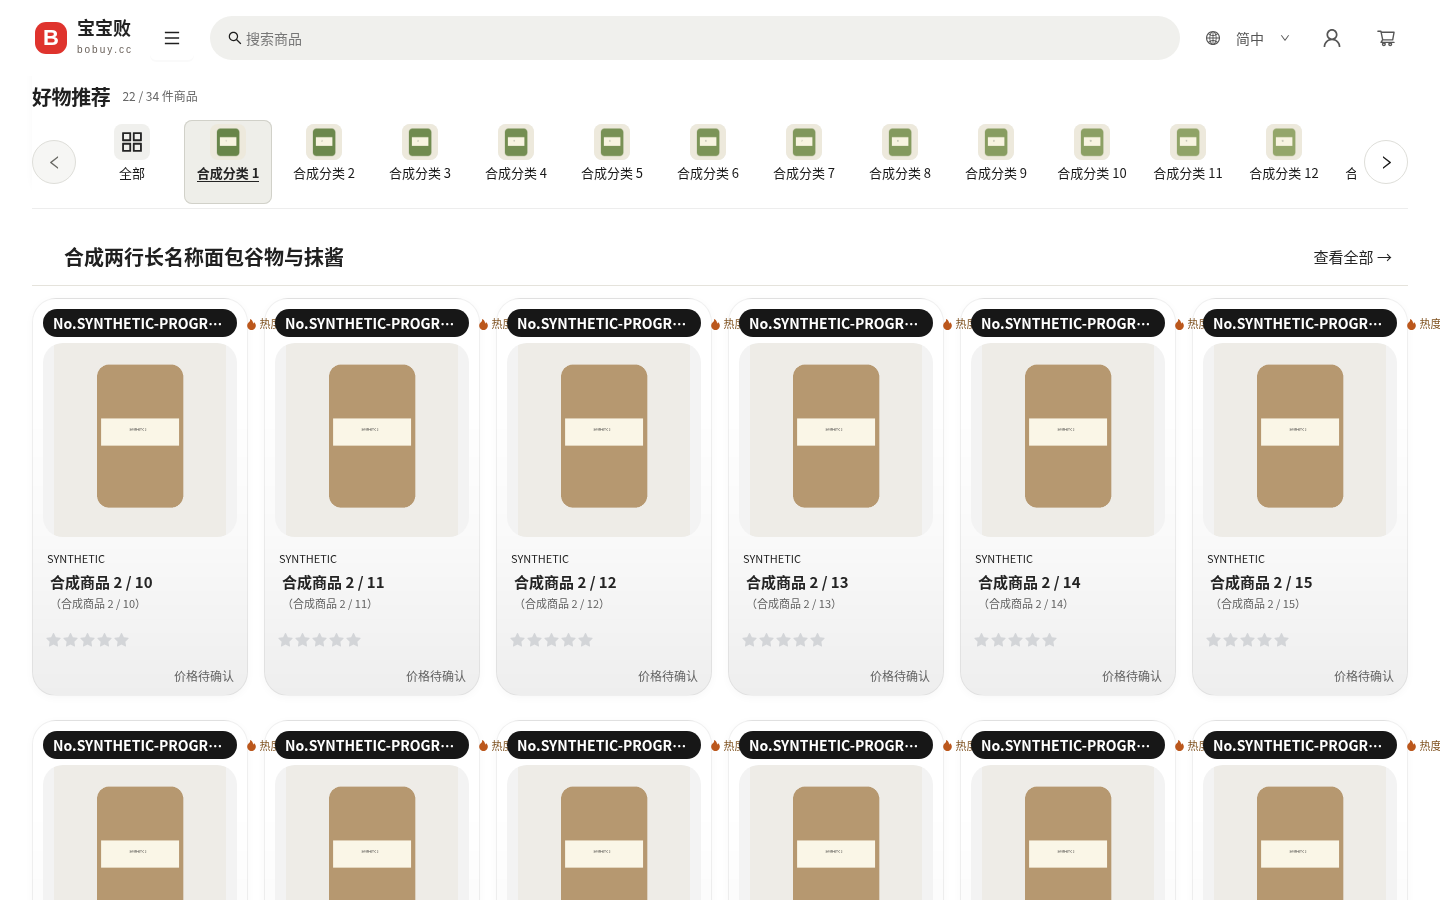 B 宝宝败
bobuy.cc
搜索商品
简中
好物推荐 22 / 34 件商品
全部 合成分类 1 合成分类 2 合成分类 3 合成分类 4 合成分类 5 合成分类 6 合成分类 7 合成分类 8 合成分类 9 合成分类 10 合成分类 11 合成分类 12
合成两行长名称面包谷物与抹酱 查看全部 →
No.SYNTHETIC-PROGR… 热 No.SYNTHETIC-PROGR… 热 No.SYNTHETIC-PROGR… 热 No.SYNTHETIC-PROGR… 热 No.SYNTHETIC-PROGR… 热 No.SYNTHETIC-PROGR… 热度
SYNTHETIC SYNTHETIC SYNTHETIC SYNTHETIC SYNTHETIC SYNTHETIC
合成商品 2 / 10 合成商品 2 / 11 合成商品 2 / 12 合成商品 2 / 13 合成商品 2 / 14 合成商品 2 / 15
（合成商品 2 / 10） （合成商品 2 / 11） （合成商品 2 / 12） （合成商品 2 / 13） （合成商品 2 / 14） （合成商品 2 / 15）
价格待确认 价格待确认 价格待确认 价格待确认 价格待确认 价格待确认
No.SYNTHETIC-PROGR… 热 No.SYNTHETIC-PROGR… 热 No.SYNTHETIC-PROGR… 热 No.SYNTHETIC-PROGR… 热 No.SYNTHETIC-PROGR… 热 No.SYNTHETIC-PROGR… 热度